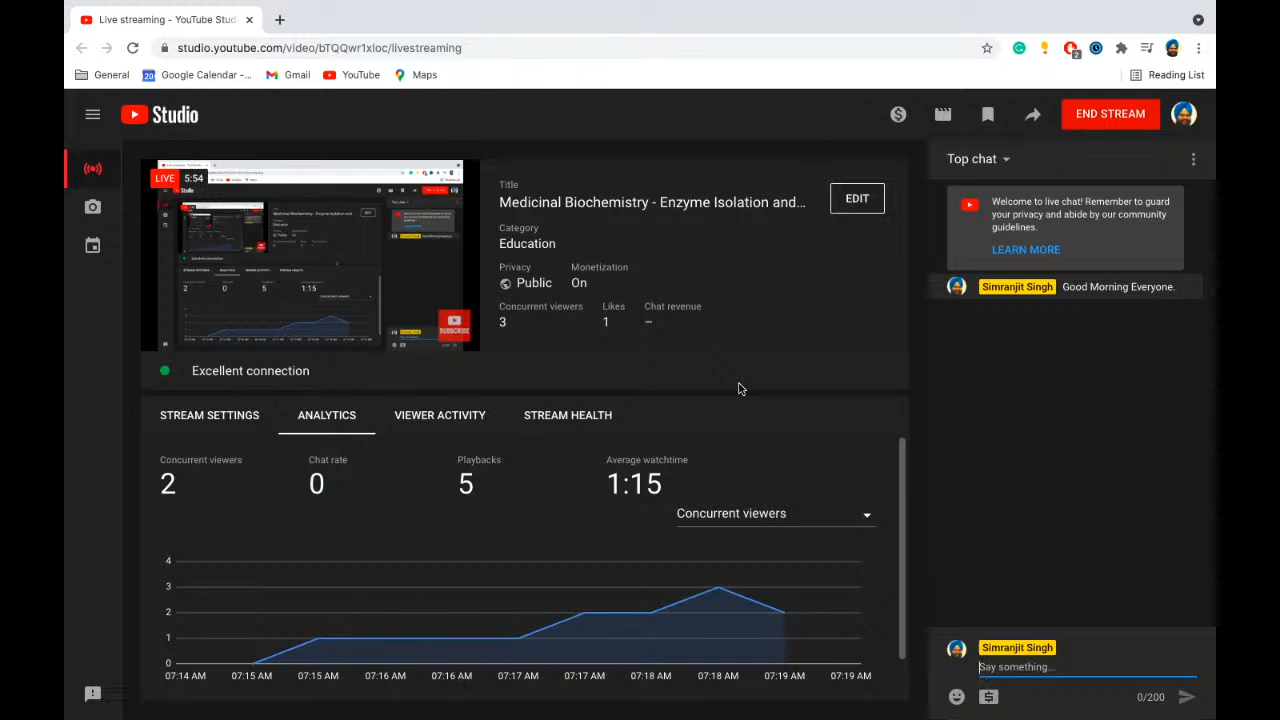 Live streaming - YouTube Stud
studio.youtube.com/video/bTQQwr1xloc/livestreaming
2
General
20
Google Calendar -...
Gmail
YouTube
Maps
Reading List
Studio
END STREAM
LIVE 5:54
SUBSCRIBE
Title
Medicinal Biochemistry - Enzyme Isolation and...
EDIT
Category
Education
Privacy
Monetization
Public
On
Concurrent viewers
Likes
Chat revenue
3
1
–
Excellent connection
STREAM SETTINGS
ANALYTICS
VIEWER ACTIVITY
STREAM HEALTH
Concurrent viewers
Chat rate
Playbacks
Average watchtime
2
0
5
1:15
Concurrent viewers
4
3
2
1
0
07:14 AM
07:15 AM
07:15 AM
07:16 AM
07:16 AM
07:17 AM
07:17 AM
07:18 AM
07:18 AM
07:19 AM
07:19 AM
Top chat
Welcome to live chat! Remember to guard
your privacy and abide by our community
guidelines.
LEARN MORE
Simranjit Singh Good Morning Everyone.
Simranjit Singh
Say something...
0/200